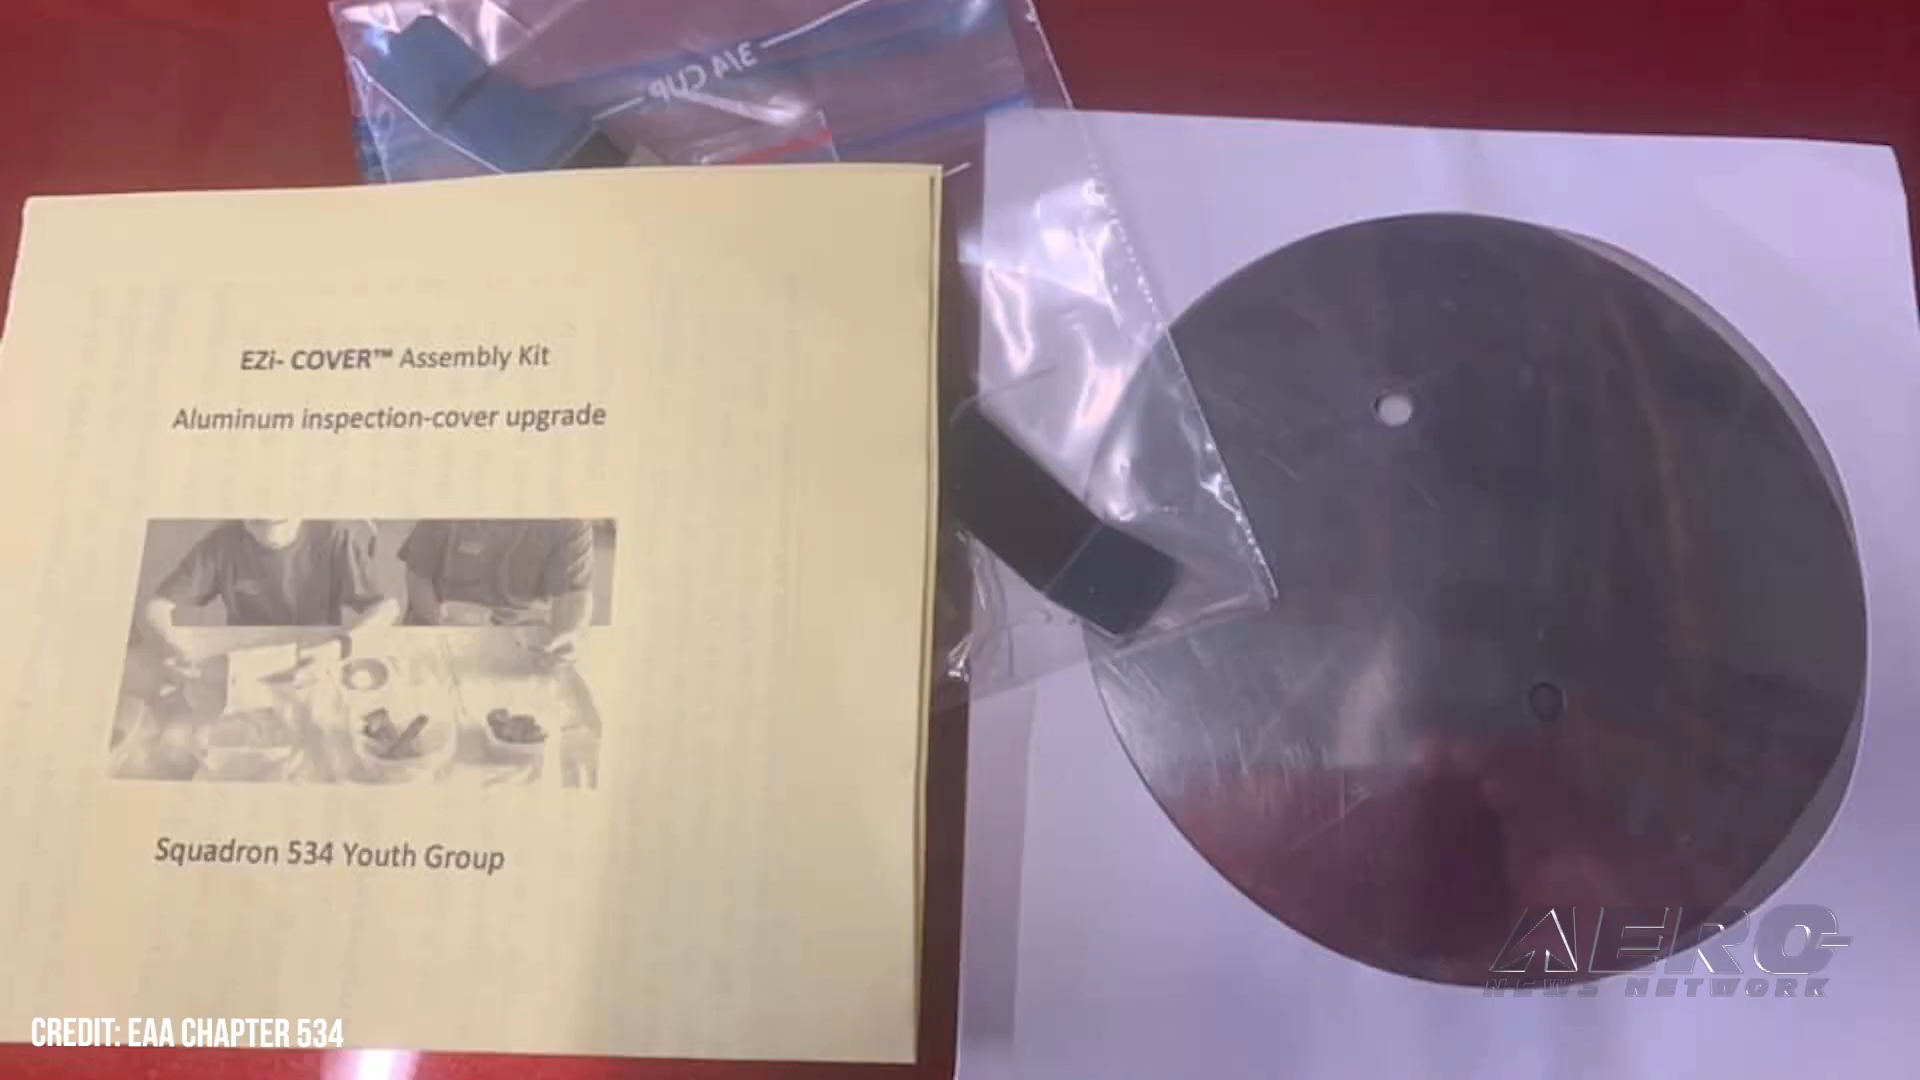 3/4 CUP
EZi- COVER™ Assembly Kit
Aluminum inspection-cover upgrade
Squadron 534 Youth Group
AERO
NEWS NETWORK
CREDIT: EAA CHAPTER 534